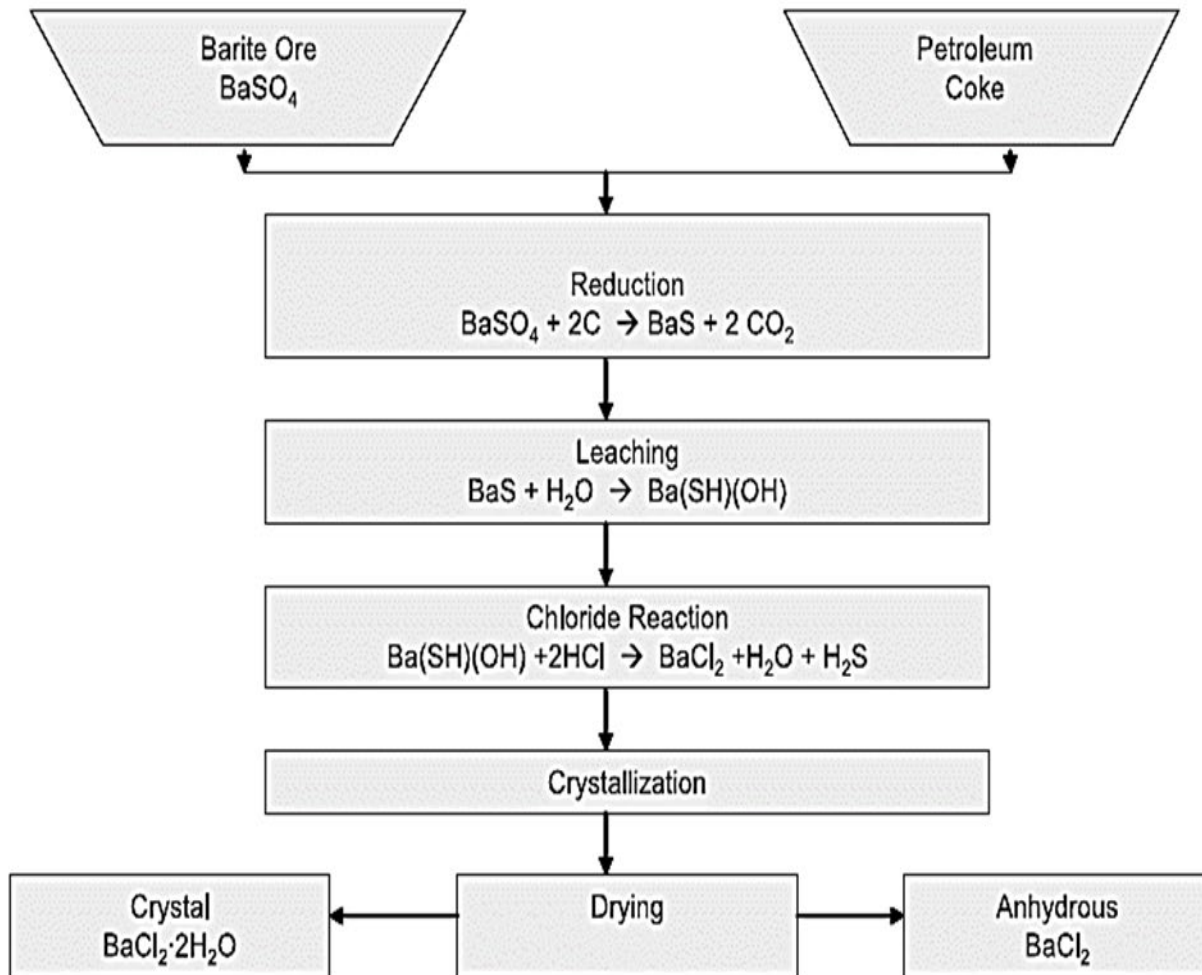 Barite Ore
BaSO₄
Petroleum
Coke
Reduction
BaSO₄ + 2C → BaS + 2 CO₂
Leaching
BaS + H₂O → Ba(SH)(OH)
Chloride Reaction
Ba(SH)(OH) +2HCl → BaCl₂ +H₂O + H₂S
Crystallization
Crystal
BaCl₂·2H₂O
Drying
Anhydrous
BaCl₂